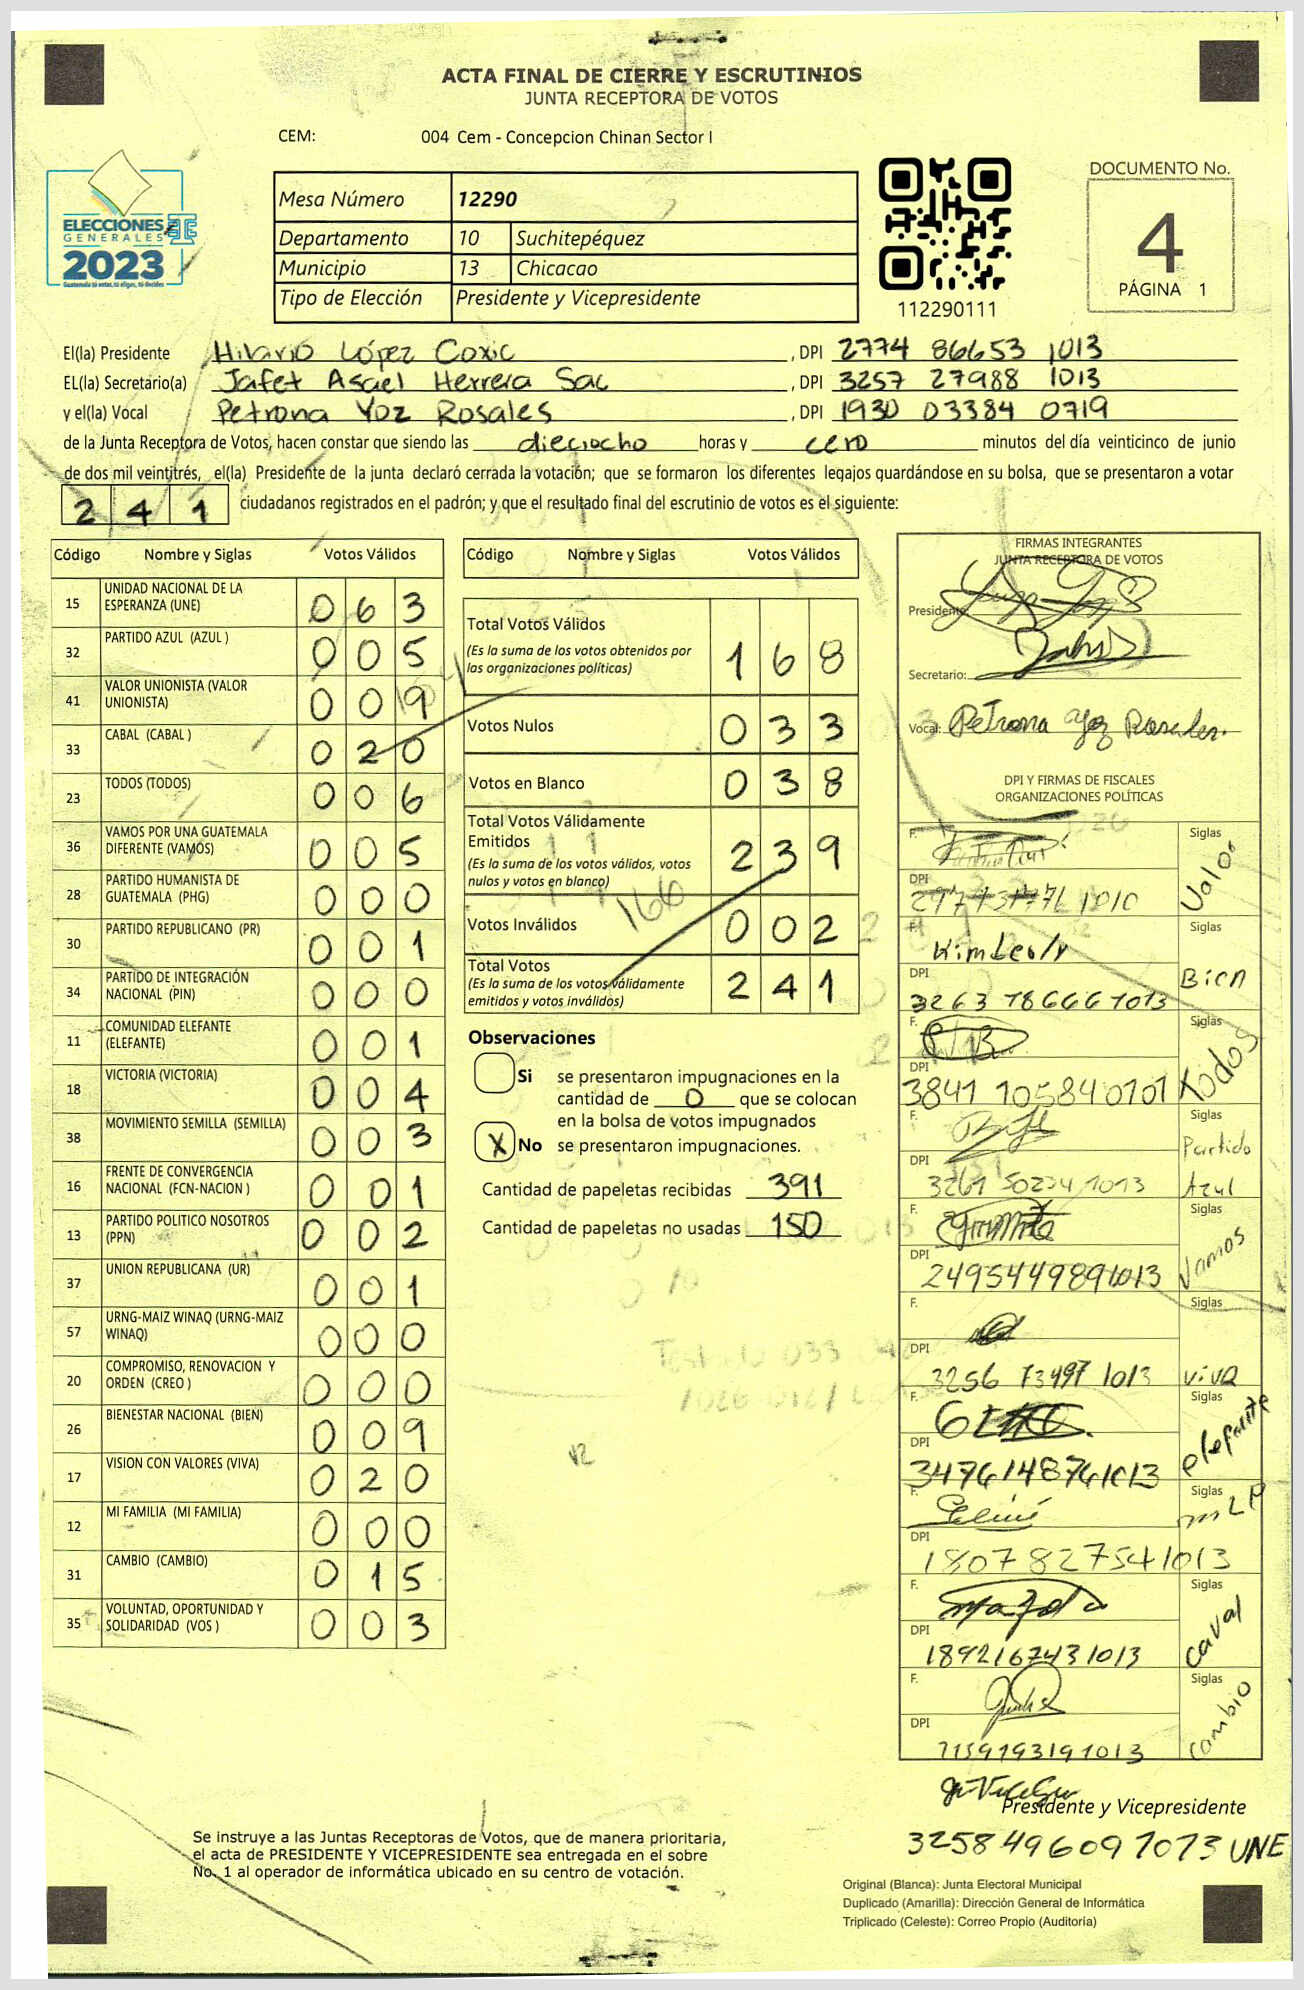 ACTA FINAL DE CIERRE Y ESCRUTINIOS
JUNTA RECEPTORA DE VOTOS
CEM: 004 Cem - Concepcion Chinan Sector I
DOCUMENTO No.
4
PÁGINA 1
ELECCIONES
GENERALES
2023
Guatemala tú votas, tú eliges, tú decides
Mesa Número 12290
Departamento 10 Suchitepéquez
Municipio 13 Chicacao
Tipo de Elección Presidente y Vicepresidente
112290111
El(la) Presidente Hilario López Coxic , DPI 2774 86653 1013
EL(la) Secretario(a) Jafet Asael Herrera Sac , DPI 3257 27988 1013
y el(la) Vocal Petrona Yoz Rosales , DPI 1930 03384 0719
de la Junta Receptora de Votos, hacen constar que siendo las dieciocho horas y cero minutos del día veinticinco de junio
de dos mil veintitrés, el(la) Presidente de la junta declaró cerrada la votación; que se formaron los diferentes legajos guardándose en su bolsa, que se presentaron a votar
2 4 1 ciudadanos registrados en el padrón; y que el resultado final del escrutinio de votos es el siguiente:
Código Nombre y Siglas Votos Válidos
15 UNIDAD NACIONAL DE LA ESPERANZA (UNE) 0 6 3
32 PARTIDO AZUL (AZUL ) 0 0 5
41 VALOR UNIONISTA (VALOR UNIONISTA) 0 0 9
33 CABAL (CABAL ) 0 2 0
23 TODOS (TODOS) 0 0 6
36 VAMOS POR UNA GUATEMALA DIFERENTE (VAMOS) 0 0 5
28 PARTIDO HUMANISTA DE GUATEMALA (PHG) 0 0 0
30 PARTIDO REPUBLICANO (PR) 0 0 1
34 PARTIDO DE INTEGRACIÓN NACIONAL (PIN) 0 0 0
11 COMUNIDAD ELEFANTE (ELEFANTE) 0 0 1
18 VICTORIA (VICTORIA) 0 0 4
38 MOVIMIENTO SEMILLA (SEMILLA) 0 0 3
16 FRENTE DE CONVERGENCIA NACIONAL (FCN-NACION ) 0 0 1
13 PARTIDO POLITICO NOSOTROS (PPN) 0 0 2
37 UNION REPUBLICANA (UR) 0 0 1
57 URNG-MAIZ WINAQ (URNG-MAIZ WINAQ) 0 0 0
20 COMPROMISO, RENOVACION Y ORDEN (CREO ) 0 0 0
26 BIENESTAR NACIONAL (BIEN) 0 0 9
17 VISION CON VALORES (VIVA) 0 2 0
12 MI FAMILIA (MI FAMILIA) 0 0 0
31 CAMBIO (CAMBIO) 0 1 5
35 VOLUNTAD, OPORTUNIDAD Y SOLIDARIDAD (VOS ) 0 0 3
Código Nombre y Siglas Votos Válidos
Total Votos Válidos 1 6 8
(Es la suma de los votos obtenidos por
las organizaciones políticas)
Votos Nulos 0 3 3
Votos en Blanco 0 3 8
Total Votos Válidamente
Emitidos 2 3 9
(Es la suma de los votos válidos, votos
nulos y votos en blanco)
166
Votos Inválidos 0 0 2
Total Votos 2 4 1
(Es la suma de los votos válidamente
emitidos y votos inválidos)
Observaciones
Si se presentaron impugnaciones en la
cantidad de 0 que se colocan
en la bolsa de votos impugnados
X No se presentaron impugnaciones.
Cantidad de papeletas recibidas 391
Cantidad de papeletas no usadas 150
FIRMAS INTEGRANTES
JUNTA RECEPTORA DE VOTOS
Presidente:
Secretario:
Vocal: Petrona Yoz Rosales.
DPI Y FIRMAS DE FISCALES
ORGANIZACIONES POLÍTICAS
F. Siglas
DPI Valor
F. Kimberly Siglas
DPI Bien
3263 78666 1013
F. Siglas
DPI Todos
3841 10584 0101
F. Siglas
DPI Partido
3261 50234 1013 Azul
F. Siglas
DPI Vamos
2495449891013
F. Siglas
DPI
3256 73497 1013 viva
F. Siglas
DPI elefante
3476148761013
F. Siglas
DPI
1807827541013
F. Siglas
DPI caval
1892167431013
F. Siglas
DPI cambio
7159193191013
Presidente y Vicepresidente
3258496097073 UNE
Se instruye a las Juntas Receptoras de Votos, que de manera prioritaria,
el acta de PRESIDENTE Y VICEPRESIDENTE sea entregada en el sobre
No. 1 al operador de informática ubicado en su centro de votación.
Original (Blanca): Junta Electoral Municipal
Duplicado (Amarilla): Dirección General de Informática
Triplicado (Celeste): Correo Propio (Auditoría)